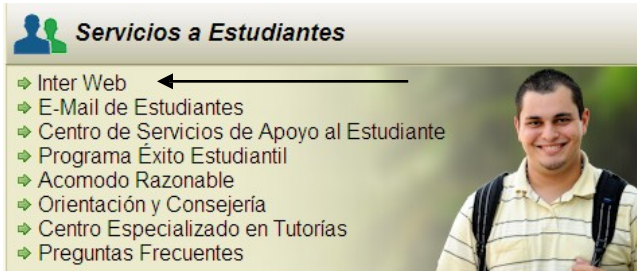 Servicios a Estudiantes
Inter Web
E-Mail de Estudiantes
Centro de Servicios de Apoyo al Estudiante
Programa Éxito Estudiantil
Acomodo Razonable
Orientación y Consejería
Centro Especializado en Tutorías
Preguntas Frecuentes